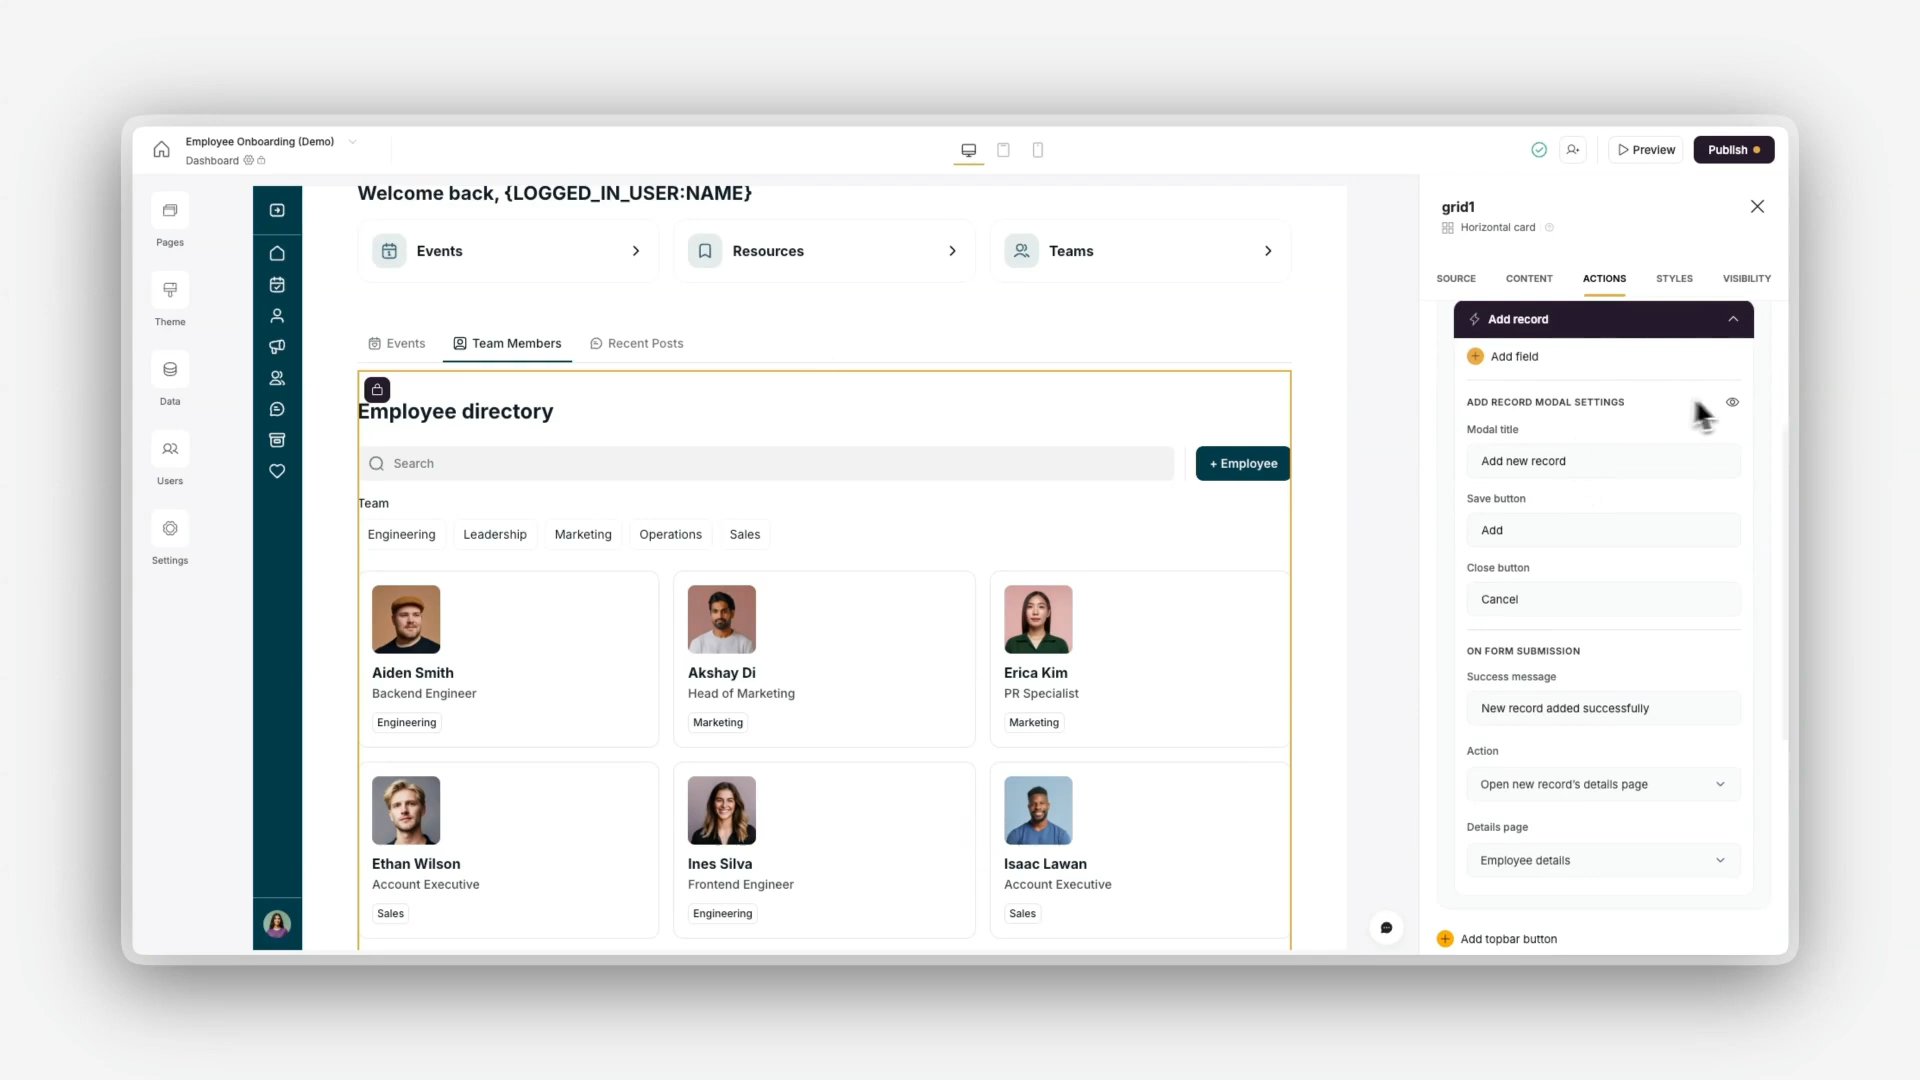 Employee Onboarding (Demo)
Dashboard
Preview
Publish
Pages
Theme
Data
Users
Settings
Welcome back, {LOGGED_IN_USER:NAME}
Events
Resources
Teams
Events
Team Members
Recent Posts
Employee directory
Search
+ Employee
Team
Engineering
Leadership
Marketing
Operations
Sales
Aiden Smith
Backend Engineer
Engineering
Akshay Di
Head of Marketing
Marketing
Erica Kim
PR Specialist
Marketing
Ethan Wilson
Account Executive
Sales
Ines Silva
Frontend Engineer
Engineering
Isaac Lawan
Account Executive
Sales
grid1
Horizontal card
SOURCE
CONTENT
ACTIONS
STYLES
VISIBILITY
Add record
Add field
ADD RECORD MODAL SETTINGS
Modal title
Add new record
Save button
Add
Close button
Cancel
ON FORM SUBMISSION
Success message
New record added successfully
Action
Open new record's details page
Details page
Employee details
Add topbar button